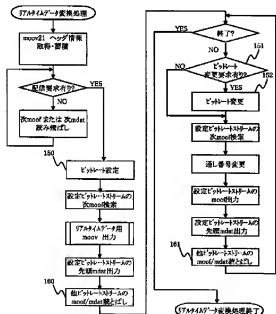 リアルタイムデータ変換処理
moov21 ヘッダ情報
取得・蓄積
配信要求有り?
YES
NO
次moof または 次mdat
読み飛ばし
150
ビットレート設定
設定ビットレートストリームの
次moof検索
リアルタイムデータ用
moov 出力
設定ビットレートストリームの
先頭mdat出力
160
他ビットレートストリームの
moof/mdat読とばし
YES
終了?
NO
151
ビットレート
変更要求有り?
YES
152
NO
ビットレート変更
設定ビットレートストリームの
次moof検索
通し番号変更
設定ビットレートストリームの
moof出力
設定ビットレートストリームの
先頭mdat出力
161
他ビットレートストリームの
moof/mdat読とばし
リアルタイムデータ変換処理終了